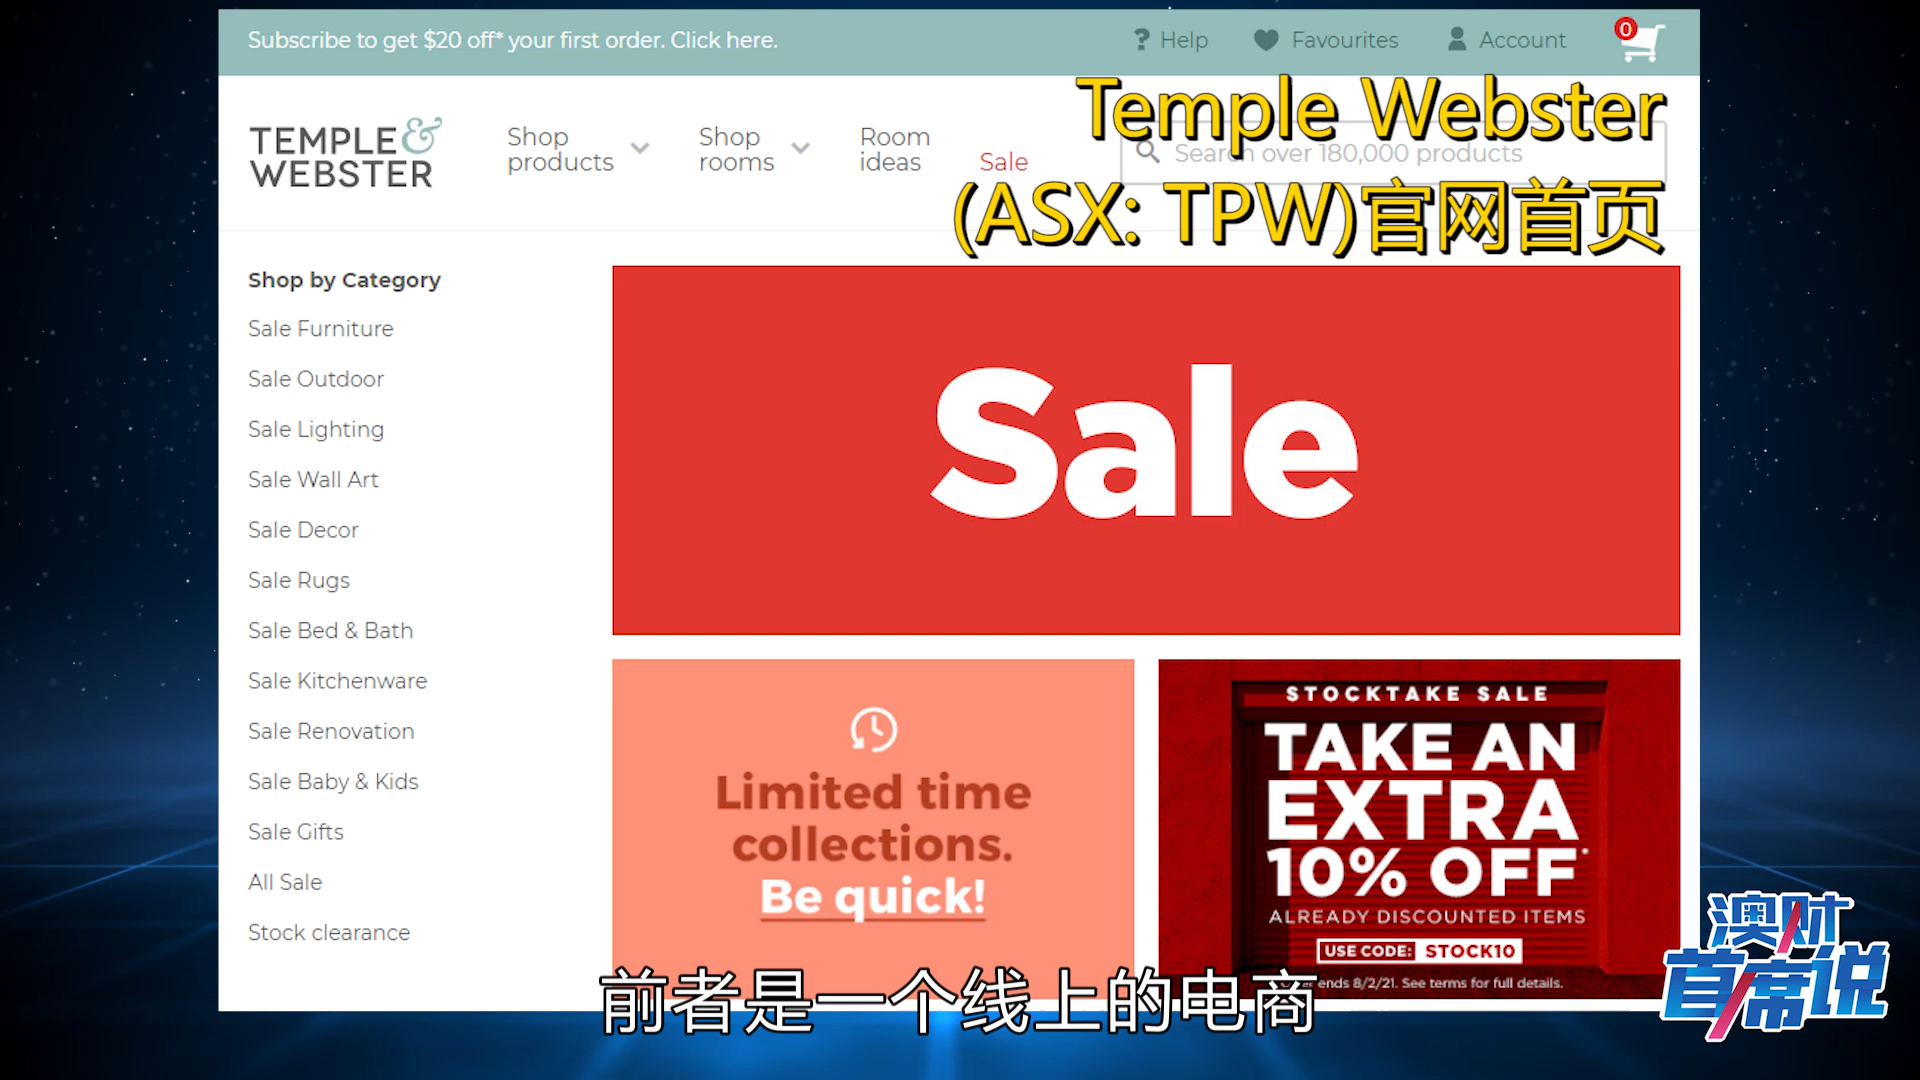 Subscribe to get $20 off* your first order. Click here.
Help
Favourites
Account
0
TEMPLE &
WEBSTER
Shop products
Shop rooms
Room ideas
Sale
Search over 180,000 products
Temple Webster
(ASX: TPW)官网首页
Shop by Category
Sale Furniture
Sale Outdoor
Sale Lighting
Sale Wall Art
Sale Decor
Sale Rugs
Sale Bed & Bath
Sale Kitchenware
Sale Renovation
Sale Baby & Kids
Sale Gifts
All Sale
Stock clearance
Sale
Limited time
collections.
Be quick!
STOCKTAKE SALE
TAKE AN
EXTRA
10% OFF*
ALREADY DISCOUNTED ITEMS
USE CODE: STOCK10
ends 8/2/21. See terms for full details.
前者是一个线上的电商
澳财
首席说